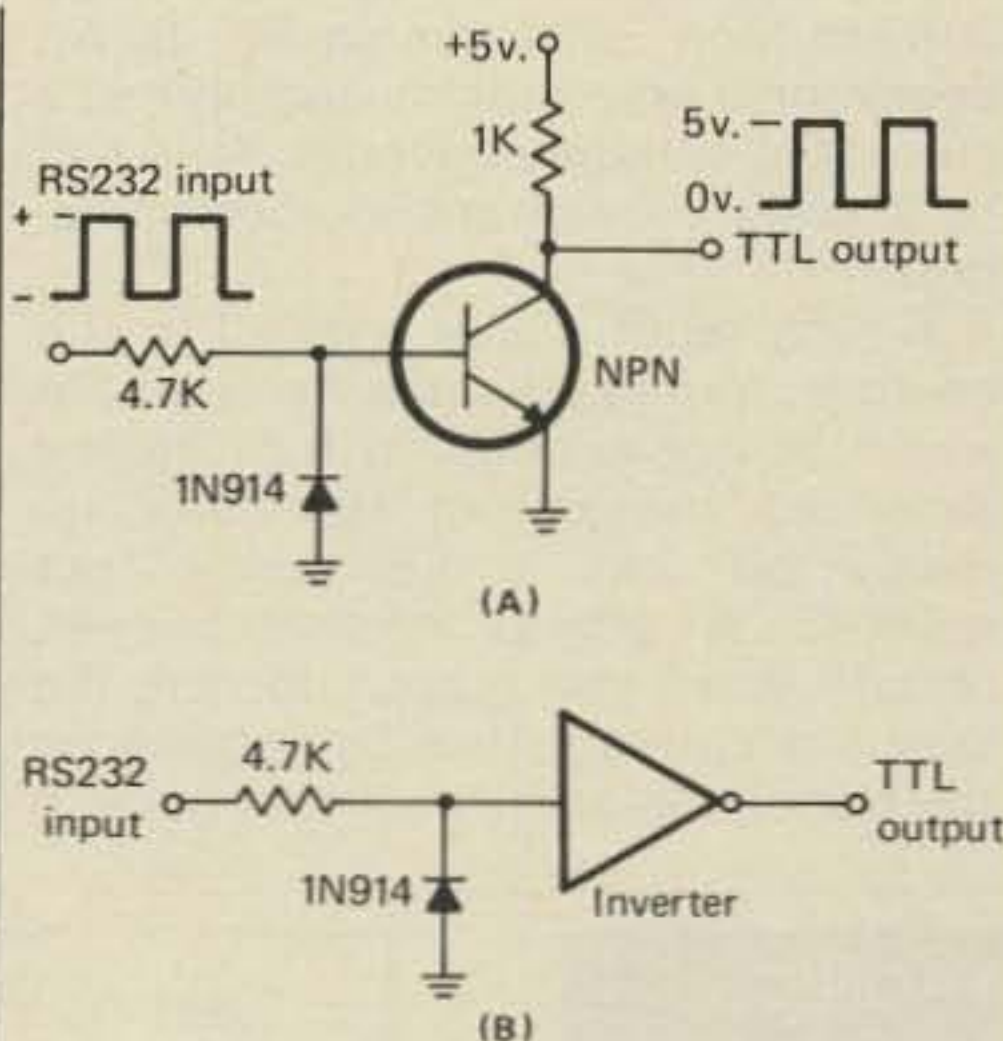 +5v.
1K
5v.
0v.
TTL output
RS232 input
+
-
4.7K
NPN
1N914
(A)
RS232
input
4.7K
1N914
Inverter
TTL
output
(B)